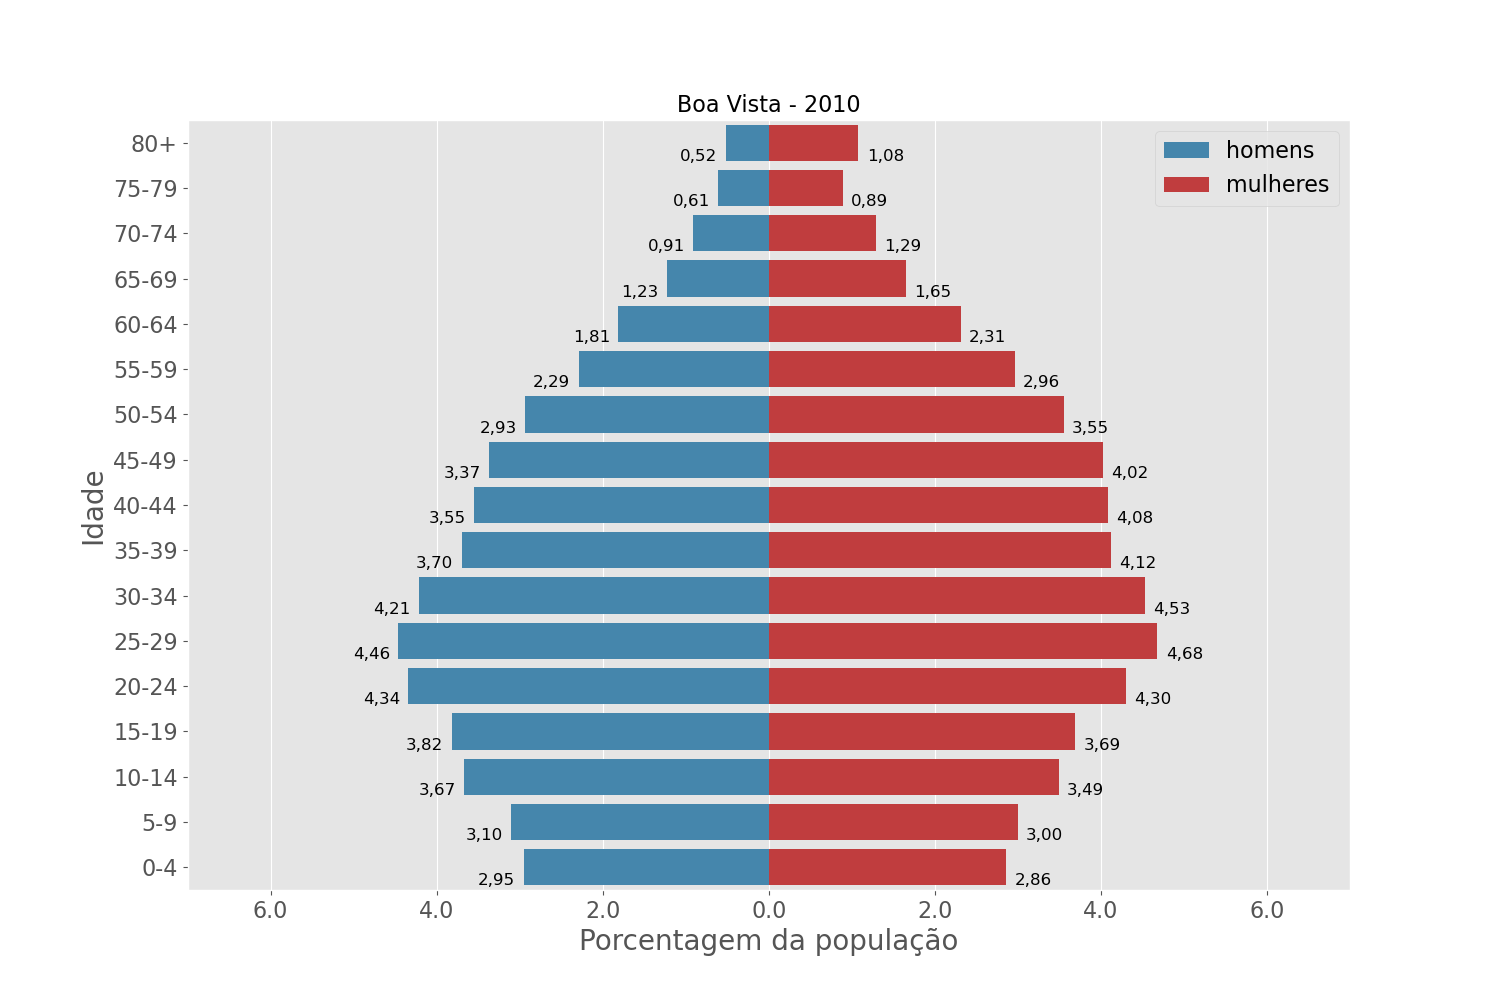 Boa Vista - 2010
homens
mulheres
Idade
80+ 0,52 1,08
75-79 0,61 0,89
70-74 0,91 1,29
65-69 1,23 1,65
60-64 1,81 2,31
55-59 2,29 2,96
50-54 2,93 3,55
45-49 3,37 4,02
40-44 3,55 4,08
35-39 3,70 4,12
30-34 4,21 4,53
25-29 4,46 4,68
20-24 4,34 4,30
15-19 3,82 3,69
10-14 3,67 3,49
5-9 3,10 3,00
0-4 2,95 2,86
6.0 4.0 2.0 0.0 2.0 4.0 6.0
Porcentagem da população